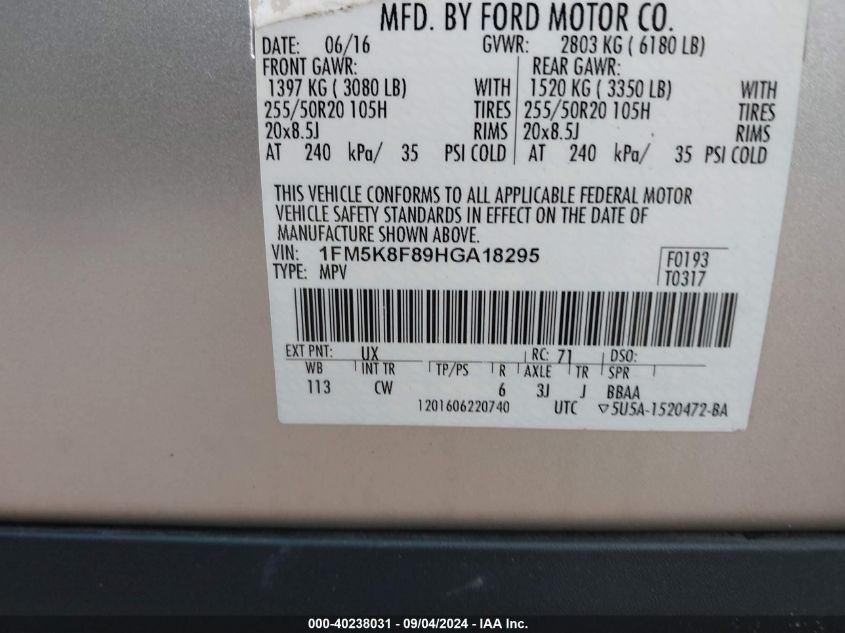 MFD. BY FORD MOTOR CO.
DATE: 06/16 GVWR: 2803 KG ( 6180 LB)
FRONT GAWR: REAR GAWR:
1397 KG ( 3080 LB) WITH 1520 KG ( 3350 LB) WITH
255/50R20 105H TIRES 255/50R20 105H TIRES
20x8.5J RIMS 20x8.5J RIMS
AT 240 kPa/ 35 PSI COLD AT 240 kPa/ 35 PSI COLD
THIS VEHICLE CONFORMS TO ALL APPLICABLE FEDERAL MOTOR
VEHICLE SAFETY STANDARDS IN EFFECT ON THE DATE OF
MANUFACTURE SHOWN ABOVE.
VIN: 1FM5K8F89HGA18295 F0193
TYPE: MPV T0317
EXT PNT: UX RC: 71 DSO:
WB INT TR TP/PS R AXLE TR SPR
113 CW 6 3J J BBAA
1201606220740 UTC ▽5U5A-1520472-BA
000-40238031 - 09/04/2024 - IAA Inc.